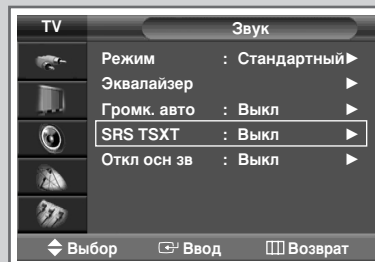 TV Звук
Режим : Стандартный
Эквалайзер
Громк. авто : Выкл
SRS TSXT : Выкл
Откл осн зв : Выкл
Выбор Ввод Возврат